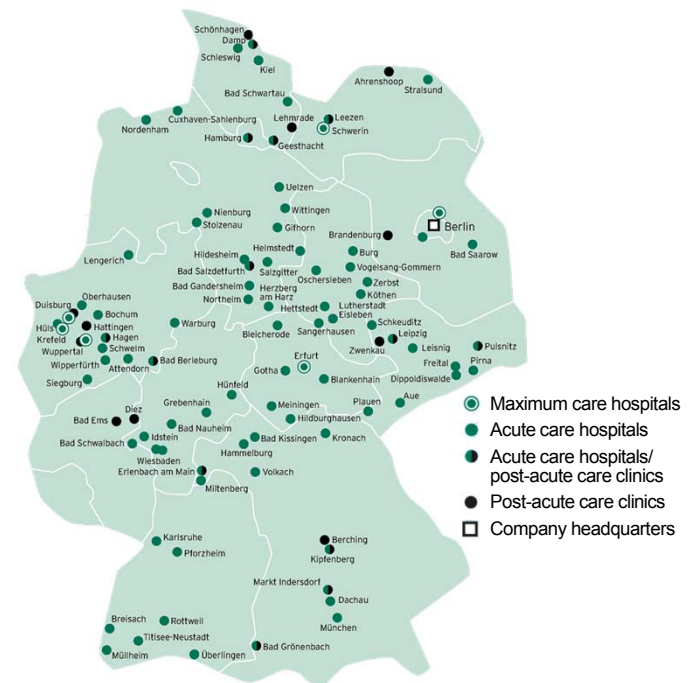 Schönhagen
Damp
Schleswig
Kiel
Ahrenshoop
Stralsund
Bad Schwartau
Cuxhaven-Sahlenburg
Lehmrade
Leezen
Nordenham
Schwerin
Hamburg
Geesthacht
Uelzen
Nienburg
Wittingen
Stolzenau
Gifhorn
Brandenburg
Berlin
Helmstedt
Burg
Bad Saarow
Lengerich
Hildesheim
Bad Salzdetfurth
Salzgitter
Vogelsang-Gommern
Oschersleben
Bad Gandersheim
Herzberg
am Harz
Zerbst
Northeim
Köthen
Oberhausen
Duisburg
Hettstedt
Lutherstadt
Eisleben
Bochum
Hüls
Hattingen
Warburg
Bleicherode
Sangerhausen
Schkeuditz
Leipzig
Krefeld
Hagen
Wuppertal
Schwelm
Zwenkau
Leisnig
Pulsnitz
Wipperfürth
Attendorn
Bad Berleburg
Erfurt
Freital
Pirna
Siegburg
Gotha
Blankenhain
Dippoldiswalde
Hünfeld
Grebenhain
Meiningen
Plauen
Aue
Maximum care hospitals
Diez
Bad Ems
Bad Nauheim
Hildburghausen
Acute care hospitals
Idstein
Bad Kissingen
Kronach
Bad Schwalbach
Hammelburg
Acute care hospitals/
post-acute care clinics
Wiesbaden
Erlenbach am Main
Volkach
Miltenberg
Post-acute care clinics
Company headquarters
Karlsruhe
Berching
Pforzheim
Kipfenberg
Markt Indersdorf
Dachau
Breisach
Rottweil
München
Titisee-Neustadt
Müllheim
Überlingen
Bad Grönenbach